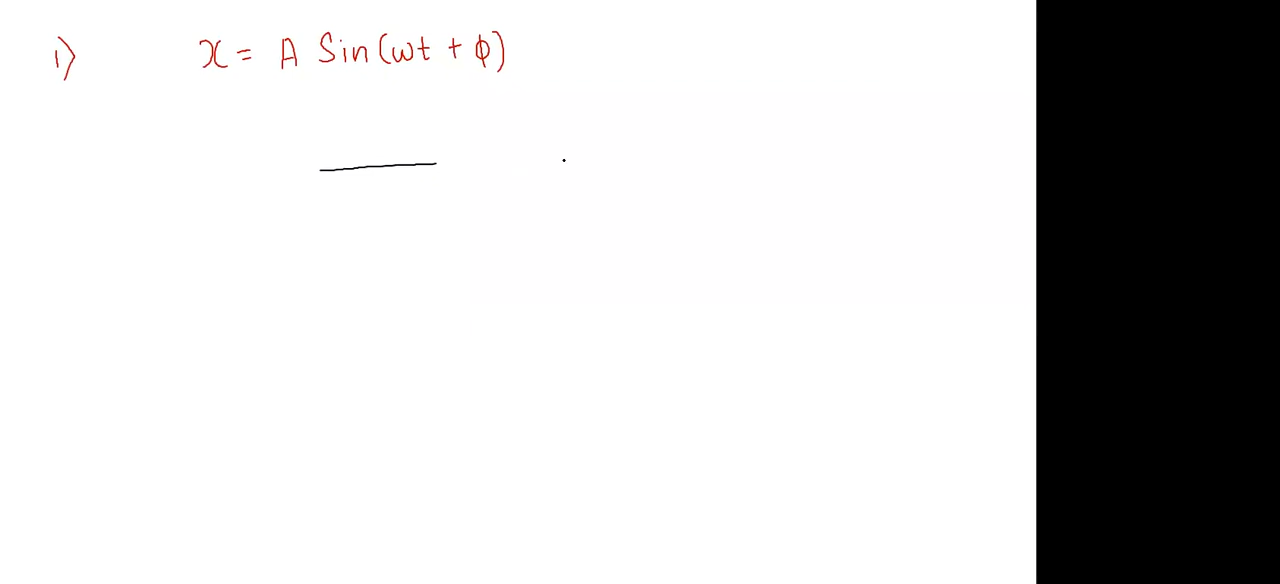 1) x = A Sin(ωt + φ)